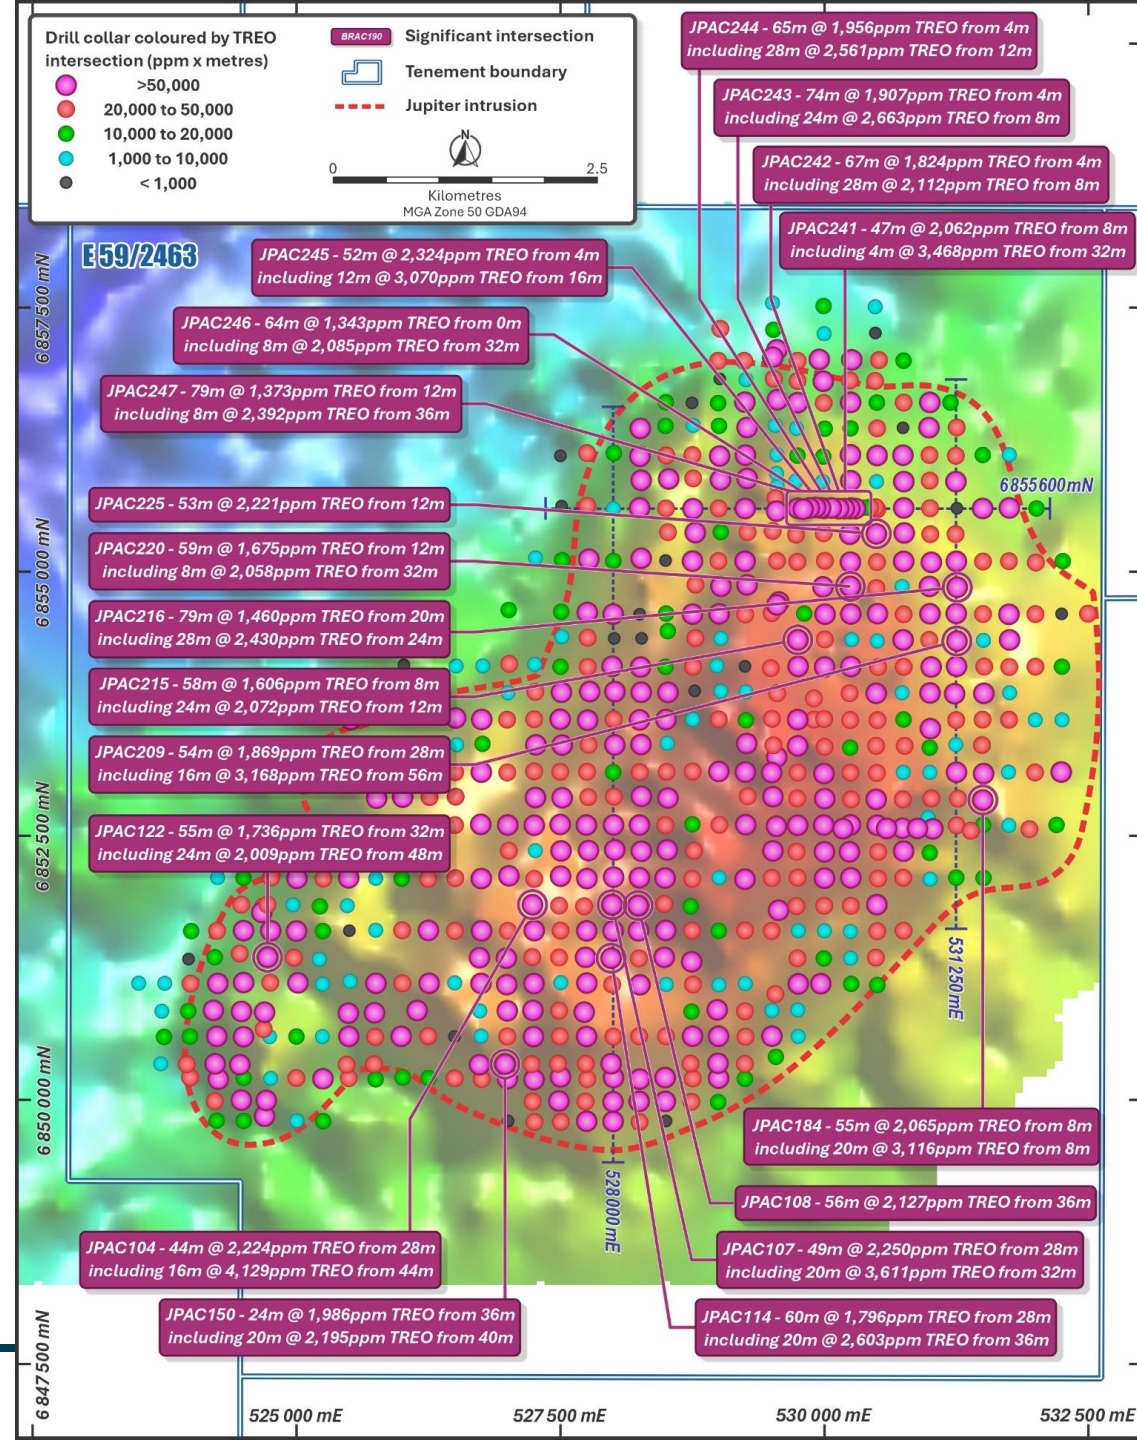 Drill collar coloured by TREO
intersection (ppm x metres)
>50,000
20,000 to 50,000
10,000 to 20,000
1,000 to 10,000
< 1,000
BRAC190
Significant intersection
Tenement boundary
Jupiter intrusion
N
0 2.5
Kilometres
MGA Zone 50 GDA94
JPAC244 - 65m @ 1,956ppm TREO from 4m
including 28m @ 2,561ppm TREO from 12m
JPAC243 - 74m @ 1,907ppm TREO from 4m
including 24m @ 2,663ppm TREO from 8m
JPAC242 - 67m @ 1,824ppm TREO from 4m
including 28m @ 2,112ppm TREO from 8m
JPAC241 - 47m @ 2,062ppm TREO from 8m
including 4m @ 3,468ppm TREO from 32m
E 59/2463
JPAC245 - 52m @ 2,324ppm TREO from 4m
including 12m @ 3,070ppm TREO from 16m
JPAC246 - 64m @ 1,343ppm TREO from 0m
including 8m @ 2,085ppm TREO from 32m
JPAC247 - 79m @ 1,373ppm TREO from 12m
including 8m @ 2,392ppm TREO from 36m
JPAC225 - 53m @ 2,221ppm TREO from 12m
JPAC220 - 59m @ 1,675ppm TREO from 12m
including 8m @ 2,058ppm TREO from 32m
JPAC216 - 79m @ 1,460ppm TREO from 20m
including 28m @ 2,430ppm TREO from 24m
JPAC215 - 58m @ 1,606ppm TREO from 8m
including 24m @ 2,072ppm TREO from 12m
JPAC209 - 54m @ 1,869ppm TREO from 28m
including 16m @ 3,168ppm TREO from 56m
JPAC122 - 55m @ 1,736ppm TREO from 32m
including 24m @ 2,009ppm TREO from 48m
6855600mN
531250 mE
528000 mE
JPAC184 - 55m @ 2,065ppm TREO from 8m
including 20m @ 3,116ppm TREO from 8m
JPAC108 - 56m @ 2,127ppm TREO from 36m
JPAC107 - 49m @ 2,250ppm TREO from 28m
including 20m @ 3,611ppm TREO from 32m
JPAC114 - 60m @ 1,796ppm TREO from 28m
including 20m @ 2,603ppm TREO from 36m
JPAC104 - 44m @ 2,224ppm TREO from 28m
including 16m @ 4,129ppm TREO from 44m
JPAC150 - 24m @ 1,986ppm TREO from 36m
including 20m @ 2,195ppm TREO from 40m
6 857 500 mN
6 855 000 mN
6 852 500 mN
6 850 000 mN
6 847 500 mN
525 000 mE
527 500 mE
530 000 mE
532 500 mE